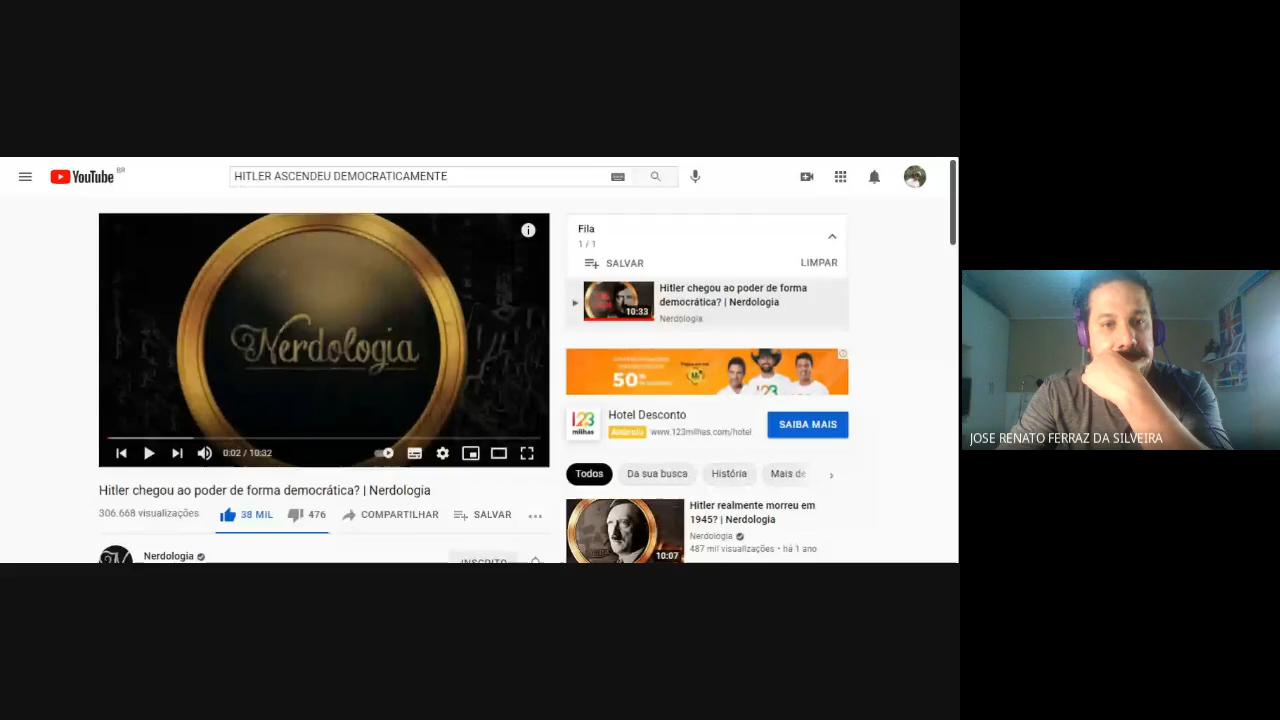 YouTube BR
HITLER ASCENDEU DEMOCRATICAMENTE
Nerdologia
0:02 / 10:32
Hitler chegou ao poder de forma democrática? | Nerdologia
306.668 visualizações
38 MIL
476
COMPARTILHAR
SALVAR
Nerdologia
INSCRITO
Fila
1 / 1
SALVAR
LIMPAR
10:33
Hitler chegou ao poder de forma
democrática? | Nerdologia
Nerdologia
50%
123
123
milhas
Hotel Desconto
Anúncio www.123milhas.com/hotel
SAIBA MAIS
Todos
Da sua busca
História
Mais de
10:07
Hitler realmente morreu em
1945? | Nerdologia
Nerdologia
487 mil visualizações • há 1 ano
JOSE RENATO FERRAZ DA SILVEIRA